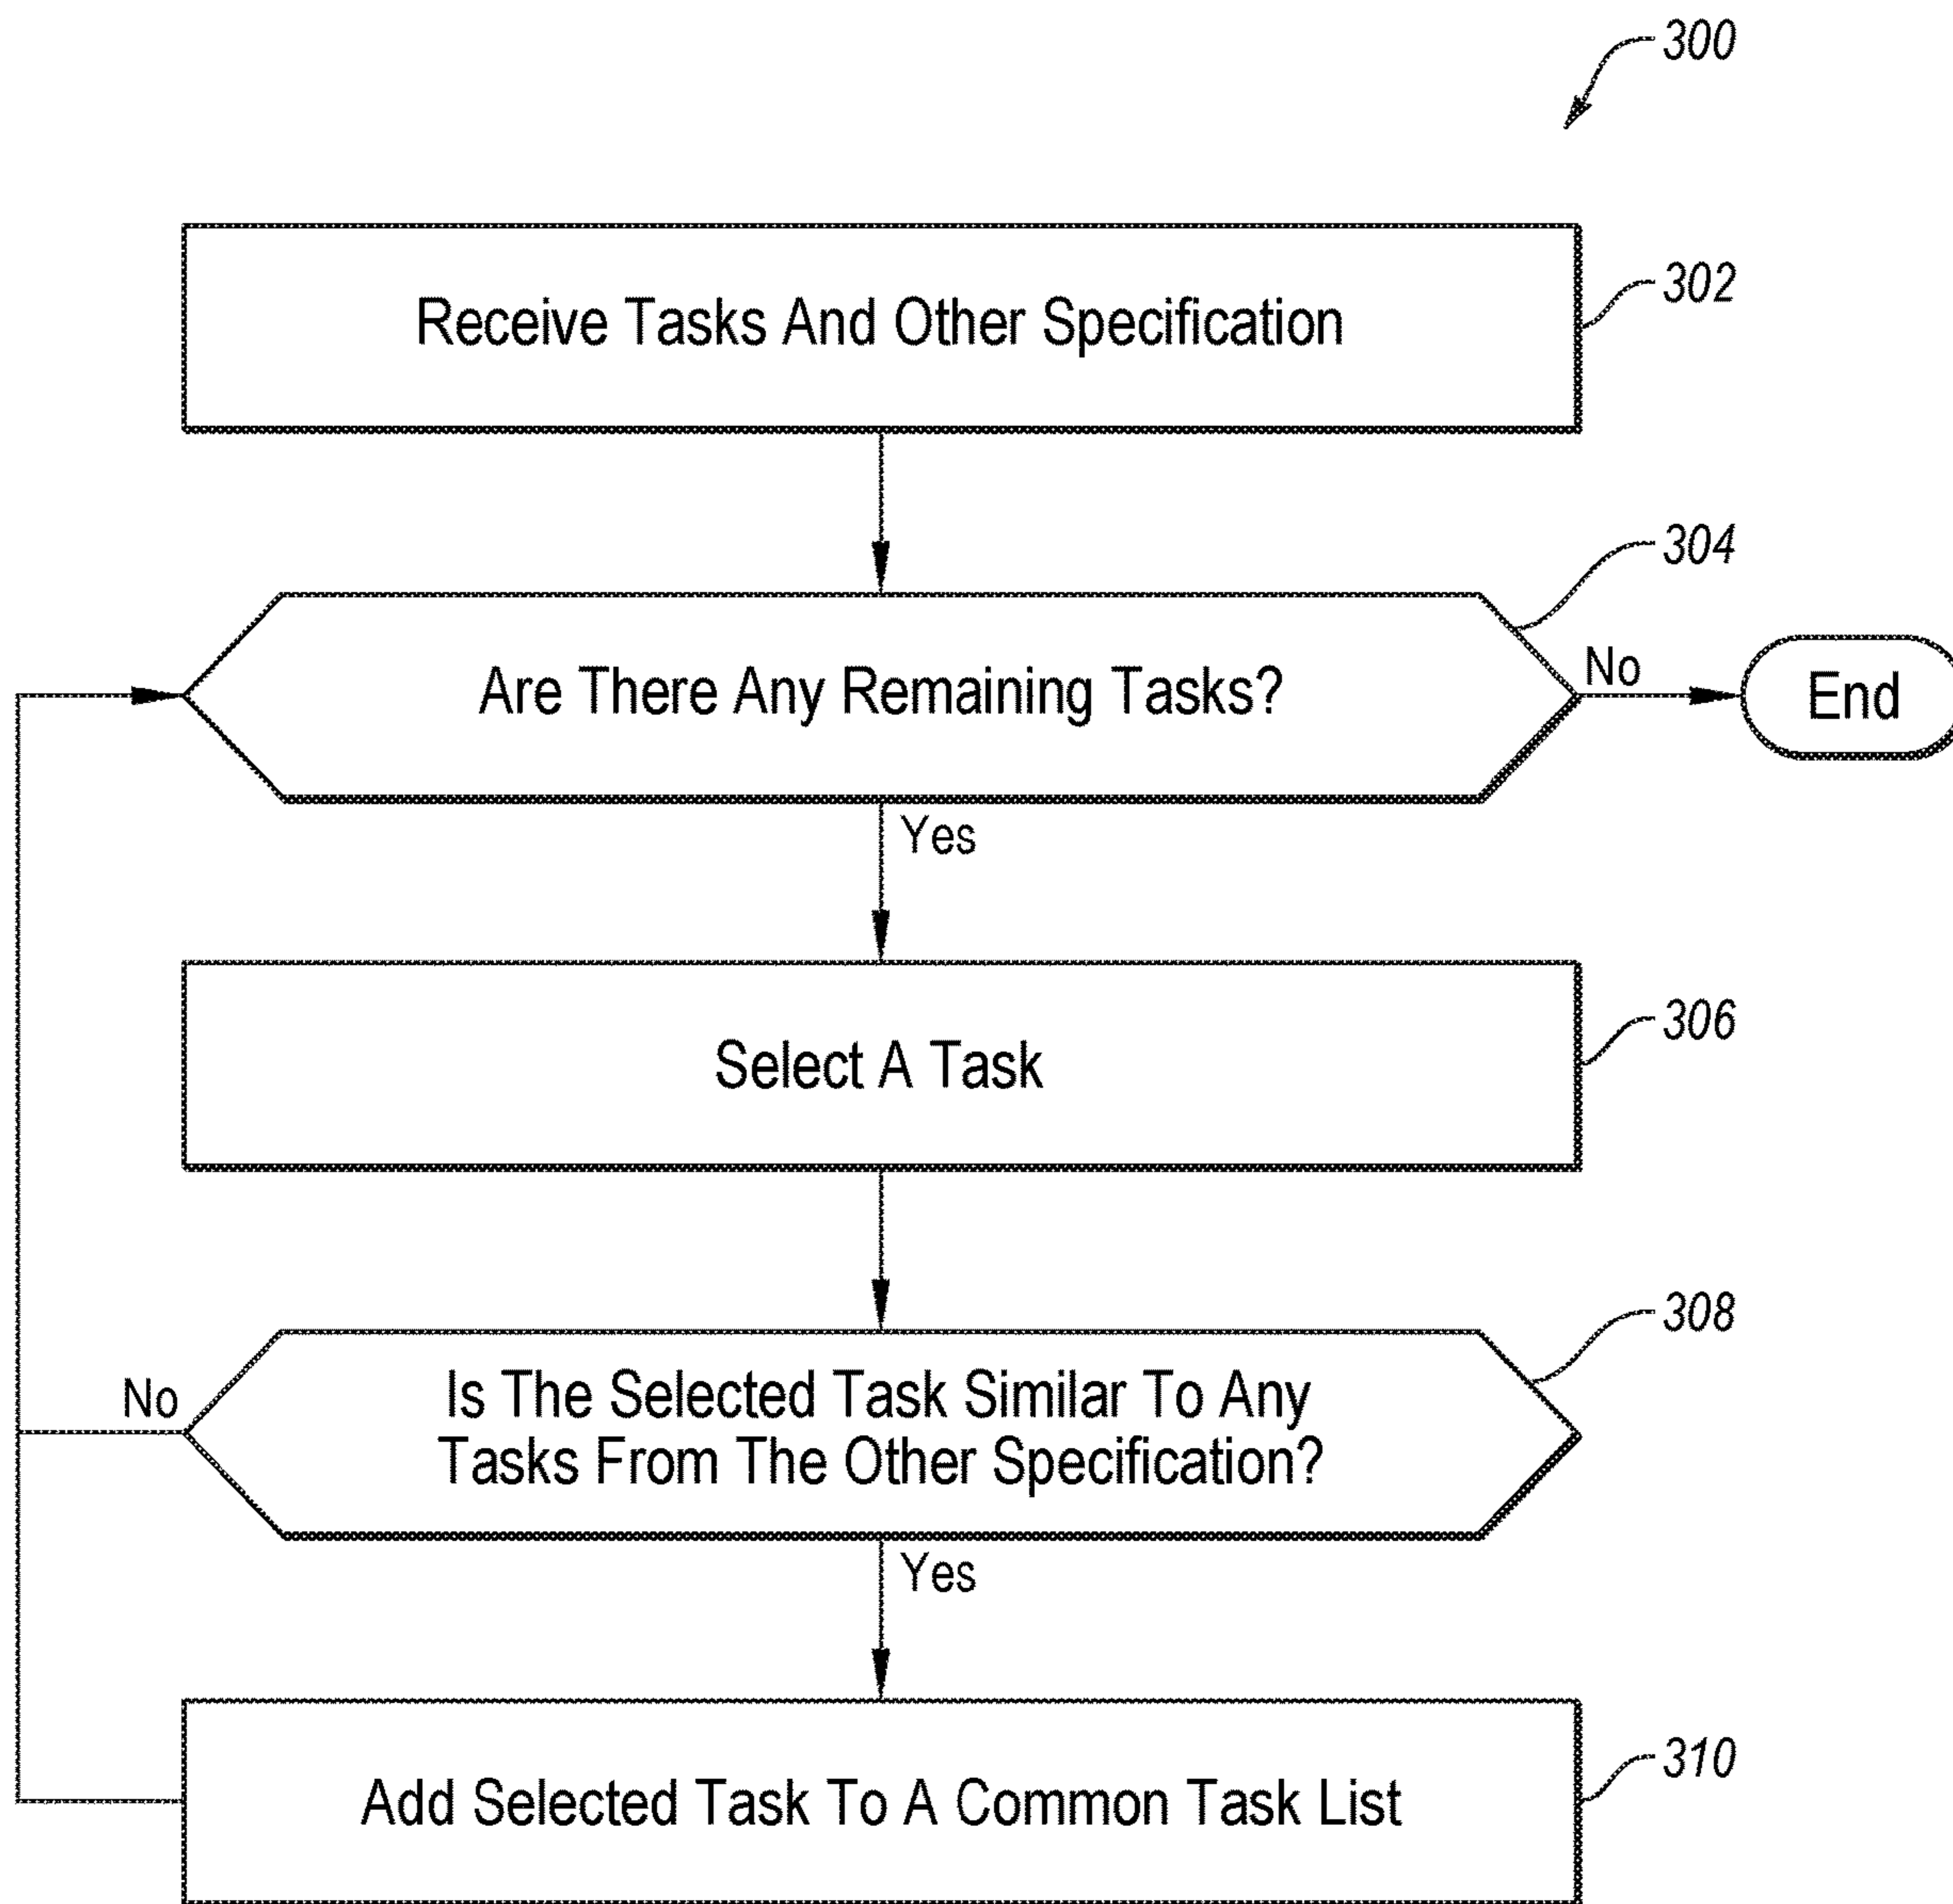 300
Receive Tasks And Other Specification
302
304
Are There Any Remaining Tasks?
No
End
Yes
Select A Task
306
308
No
Is The Selected Task Similar To Any
Tasks From The Other Specification?
Yes
Add Selected Task To A Common Task List
310